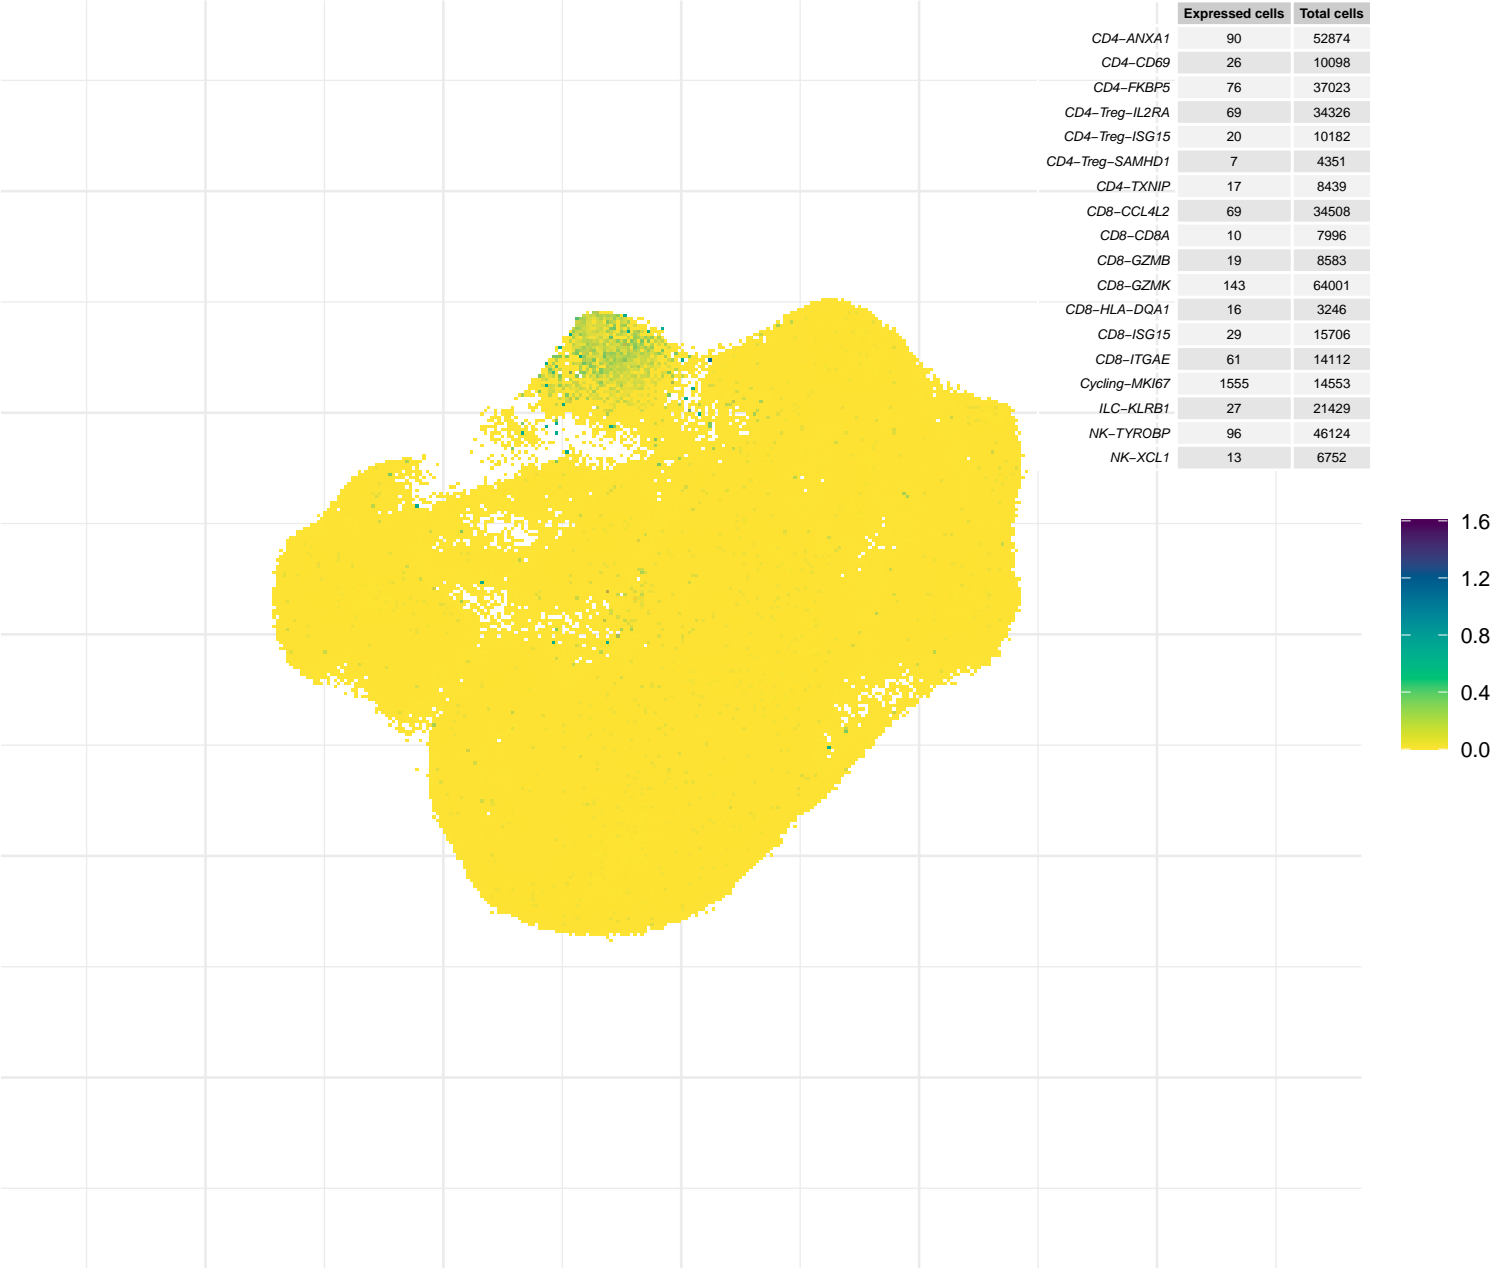 Expressed cells Total cells
CD4−ANXA1 90 52874
CD4−CD69 26 10098
CD4−FKBP5 76 37023
CD4−Treg−IL2RA 69 34326
CD4−Treg−ISG15 20 10182
CD4−Treg−SAMHD1 7 4351
CD4−TXNIP 17 8439
CD8−CCL4L2 69 34508
CD8−CD8A 10 7996
CD8−GZMB 19 8583
CD8−GZMK 143 64001
CD8−HLA−DQA1 16 3246
CD8−ISG15 29 15706
CD8−ITGAE 61 14112
Cycling−MKI67 1555 14553
ILC−KLRB1 27 21429
NK−TYROBP 96 46124
NK−XCL1 13 6752
1.6
1.2
0.8
0.4
0.0